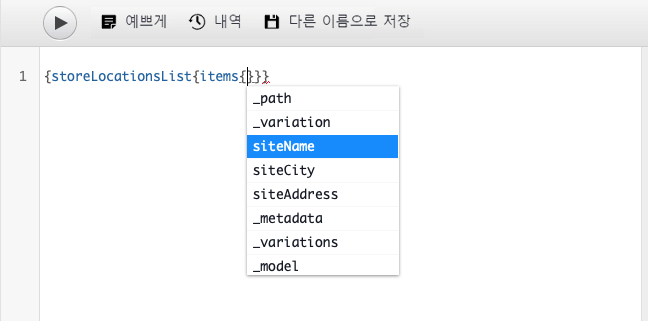 예쁘게 내역 다른 이름으로 저장
1 {storeLocationsList{items{}}}
_path
_variation
siteName
siteCity
siteAddress
_metadata
_variations
_model